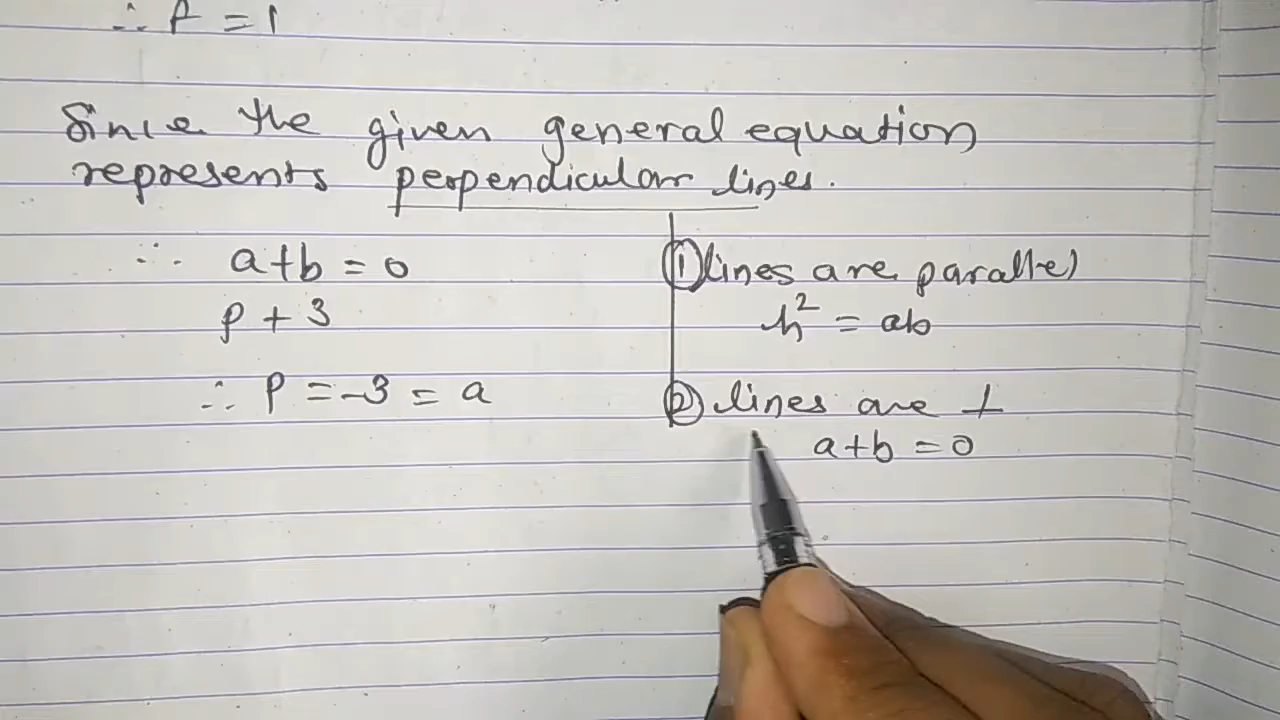 ∴ f = 1
Since the given general equation
represents perpendicular lines.
∴ a+b = 0
p + 3
∴ p = -3 = a
① lines are parallel
h² = ab
② lines are ⊥
a+b = 0